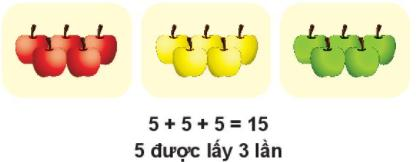 5 + 5 + 5 = 15
5 được lấy 3 lần